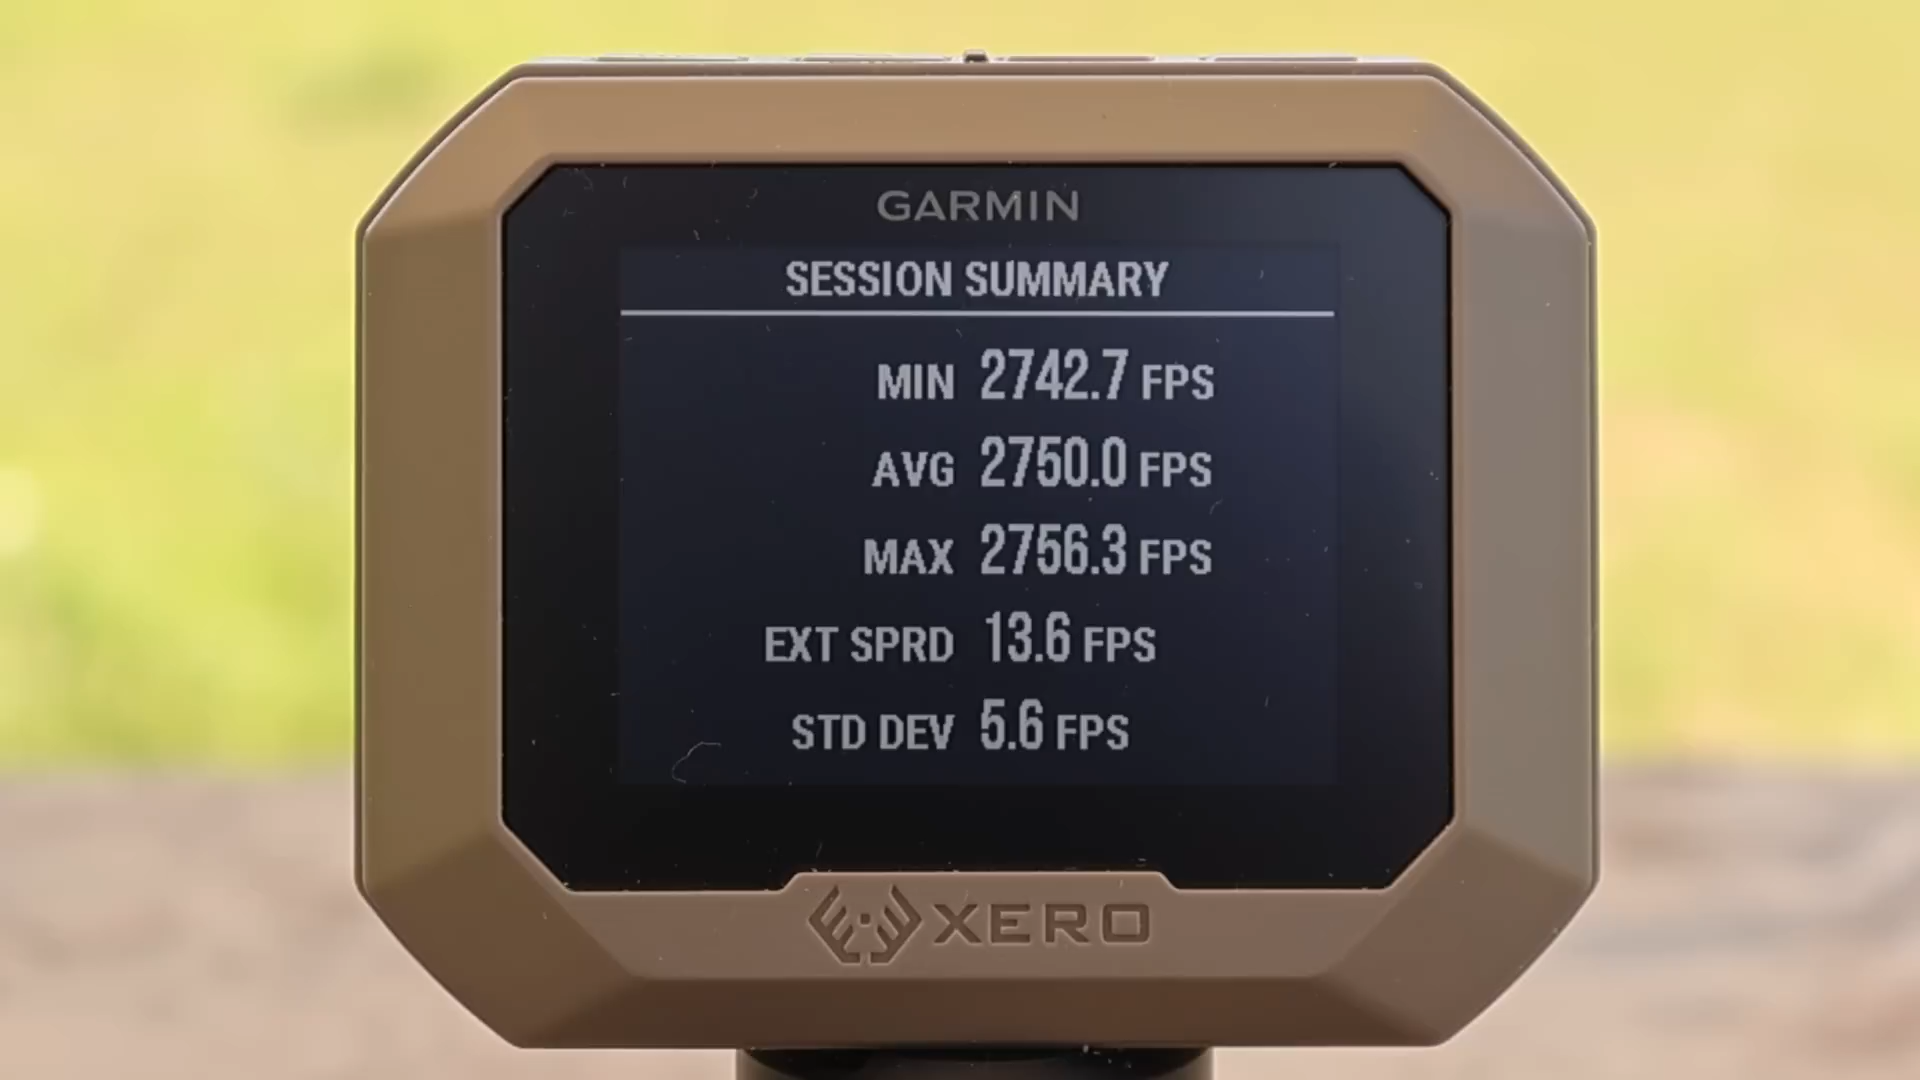 GARMIN
SESSION SUMMARY
MIN 2742.7 FPS
AVG 2750.0 FPS
MAX 2756.3 FPS
EXT SPRD 13.6 FPS
STD DEV 5.6 FPS
XERO